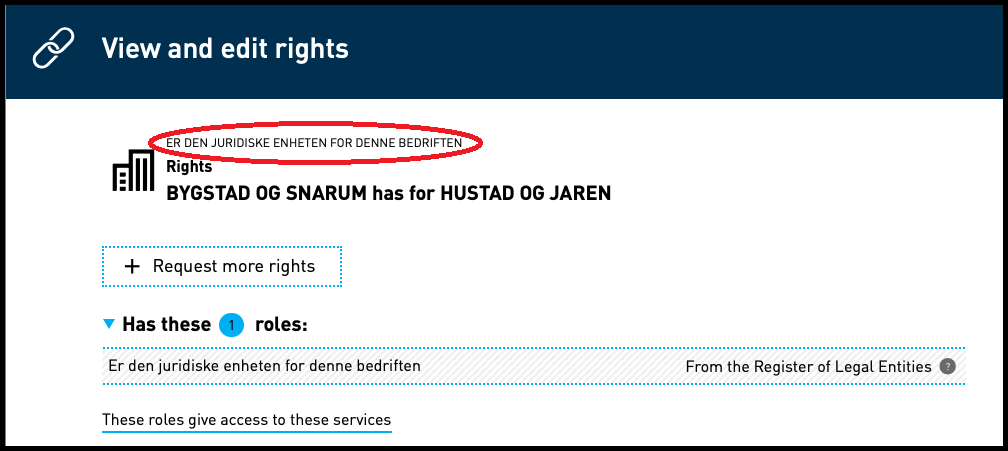 View and edit rights
ER DEN JURIDISKE ENHETEN FOR DENNE BEDRIFTEN
Rights
BYGSTAD OG SNARUM has for HUSTAD OG JAREN
+ Request more rights
Has these 1 roles:
Er den juridiske enheten for denne bedriften From the Register of Legal Entities ?
These roles give access to these services